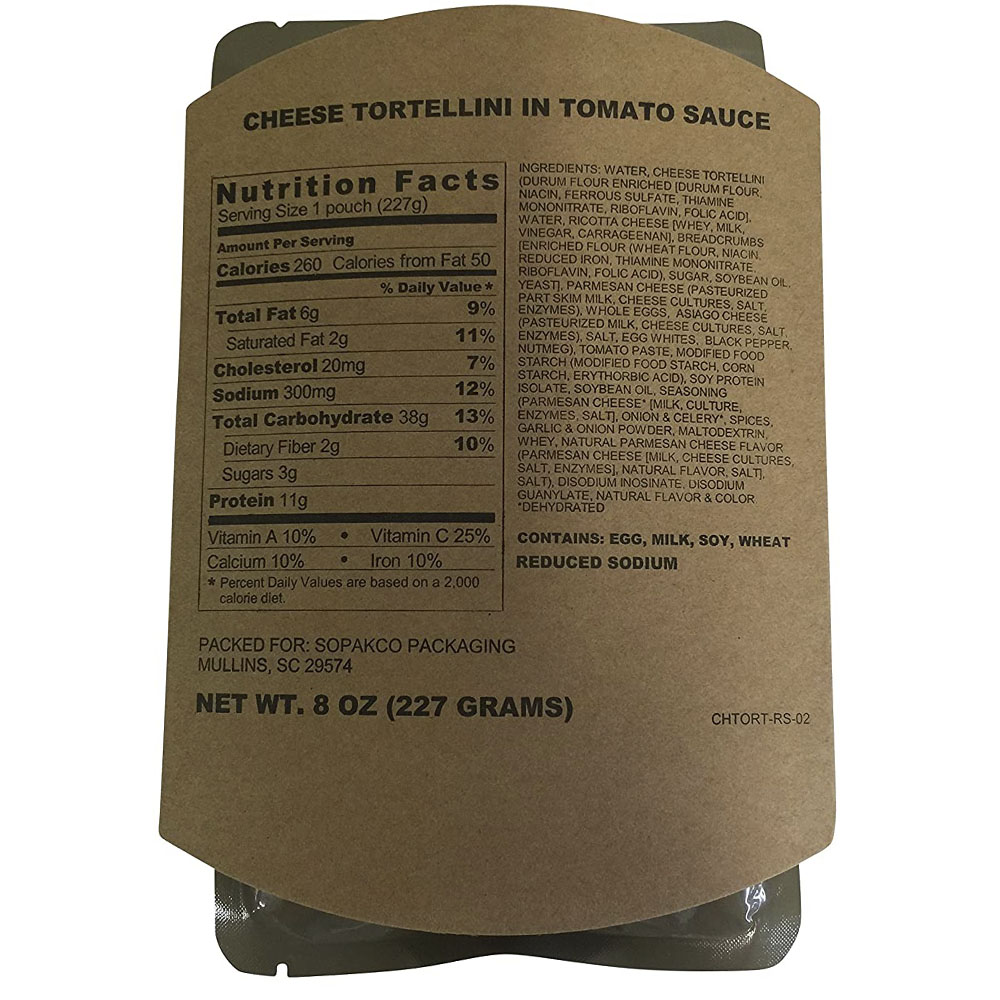 CHEESE TORTELLINI IN TOMATO SAUCE
Nutrition Facts
Serving Size 1 pouch (227g)
Amount Per Serving
Calories 260 Calories from Fat 50
% Daily Value *
Total Fat 6g 9%
Saturated Fat 2g 11%
Cholesterol 20mg 7%
Sodium 300mg 12%
Total Carbohydrate 38g 13%
Dietary Fiber 2g 10%
Sugars 3g
Protein 11g
Vitamin A 10% • Vitamin C 25%
Calcium 10% • Iron 10%
* Percent Daily Values are based on a 2,000
calorie diet.
INGREDIENTS: WATER, CHEESE TORTELLINI
(DURUM FLOUR ENRICHED [DURUM FLOUR,
NIACIN, FERROUS SULFATE, THIAMINE
MONONITRATE, RIBOFLAVIN, FOLIC ACID],
WATER, RICOTTA CHEESE [WHEY, MILK,
VINEGAR, CARRAGEENAN], BREADCRUMBS
[ENRICHED FLOUR (WHEAT FLOUR, NIACIN,
REDUCED IRON, THIAMINE MONONITRATE,
RIBOFLAVIN, FOLIC ACID), SUGAR, SOYBEAN OIL,
YEAST], PARMESAN CHEESE (PASTEURIZED
PART SKIM MILK, CHEESE CULTURES, SALT,
ENZYMES), WHOLE EGGS, ASIAGO CHEESE
(PASTEURIZED MILK, CHEESE CULTURES, SALT,
ENZYMES), SALT, EGG WHITES, BLACK PEPPER,
NUTMEG), TOMATO PASTE, MODIFIED FOOD
STARCH (MODIFIED FOOD STARCH, CORN
STARCH, ERYTHORBIC ACID), SOY PROTEIN
ISOLATE, SOYBEAN OIL, SEASONING
(PARMESAN CHEESE* [MILK, CULTURE,
ENZYMES, SALT], ONION & CELERY*, SPICES,
GARLIC & ONION POWDER, MALTODEXTRIN,
WHEY, NATURAL PARMESAN CHEESE FLAVOR
(PARMESAN CHEESE [MILK, CHEESE CULTURES,
SALT, ENZYMES], NATURAL FLAVOR, SALT],
SALT), DISODIUM INOSINATE, DISODIUM
GUANYLATE, NATURAL FLAVOR & COLOR
*DEHYDRATED
CONTAINS: EGG, MILK, SOY, WHEAT
REDUCED SODIUM
PACKED FOR: SOPAKCO PACKAGING
MULLINS, SC 29574
NET WT. 8 OZ (227 GRAMS)
CHTORT-RS-02